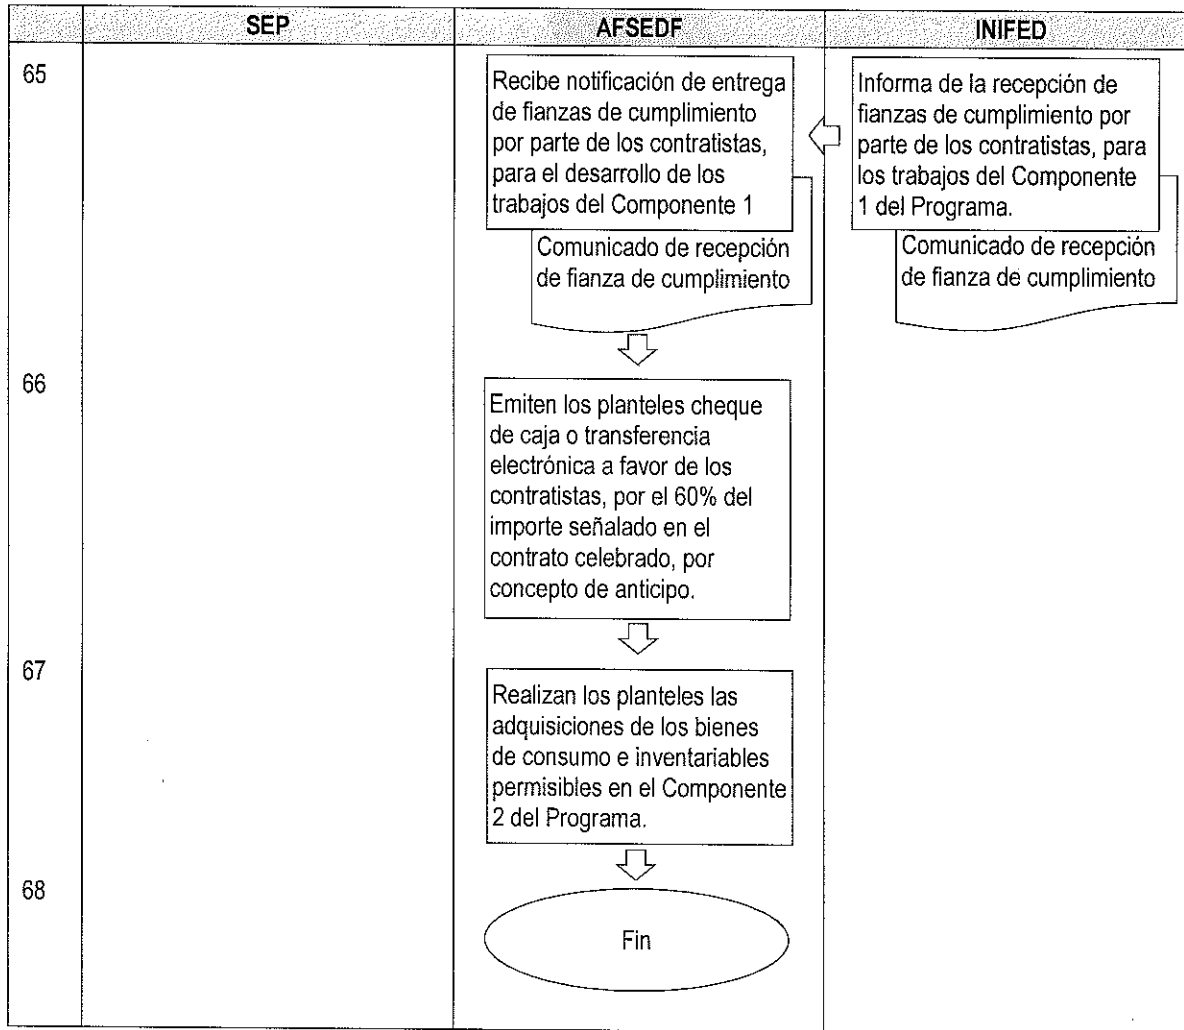 SEP
AFSEDF
INIFED
65
Recibe notificación de entrega
de fianzas de cumplimiento
por parte de los contratistas,
para el desarrollo de los
trabajos del Componente 1
Comunicado de recepción
de fianza de cumplimiento
Informa de la recepción de
fianzas de cumplimiento por
parte de los contratistas, para
los trabajos del Componente
1 del Programa.
Comunicado de recepción
de fianza de cumplimiento
66
Emiten los planteles cheque
de caja o transferencia
electrónica a favor de los
contratistas, por el 60% del
importe señalado en el
contrato celebrado, por
concepto de anticipo.
67
Realizan los planteles las
adquisiciones de los bienes
de consumo e inventariables
permisibles en el Componente
2 del Programa.
68
Fin